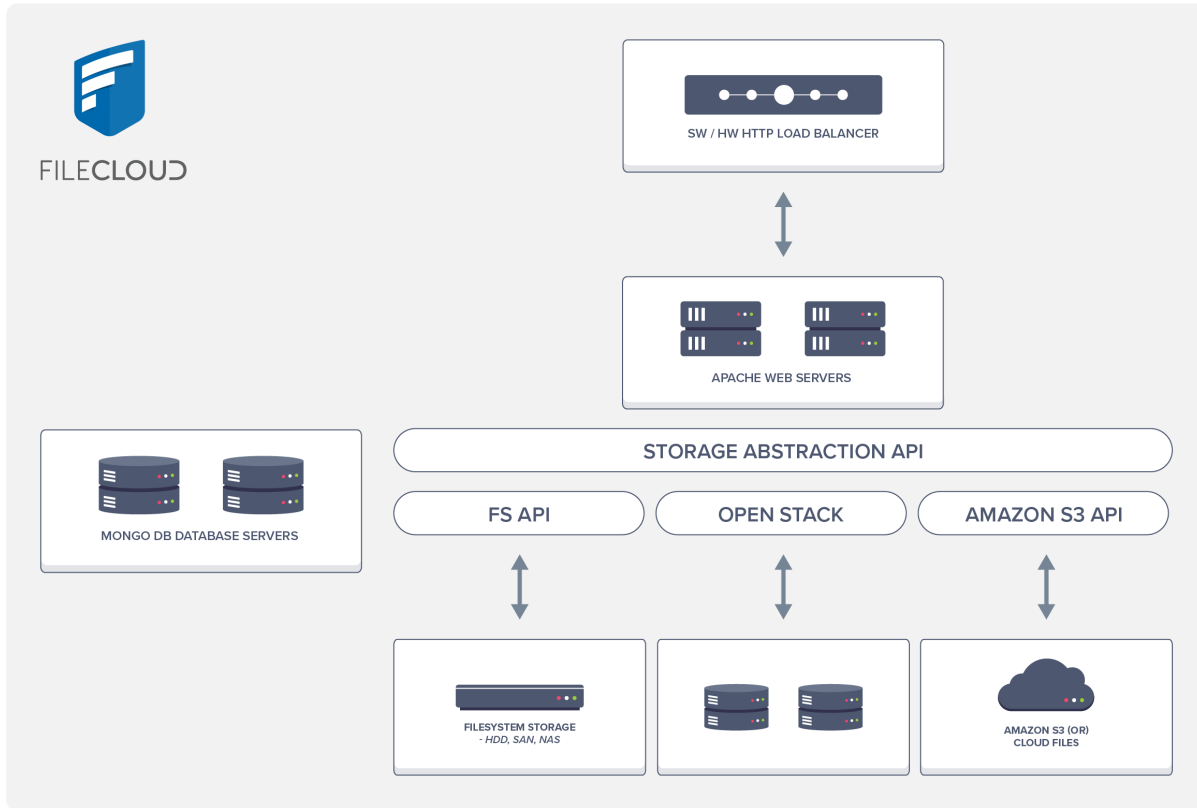 FILECLOUD
SW / HW HTTP LOAD BALANCER
APACHE WEB SERVERS
MONGO DB DATABASE SERVERS
STORAGE ABSTRACTION API
FS API
OPEN STACK
AMAZON S3 API
FILESYSTEM STORAGE
- HDD, SAN, NAS
AMAZON S3 (OR)
CLOUD FILES